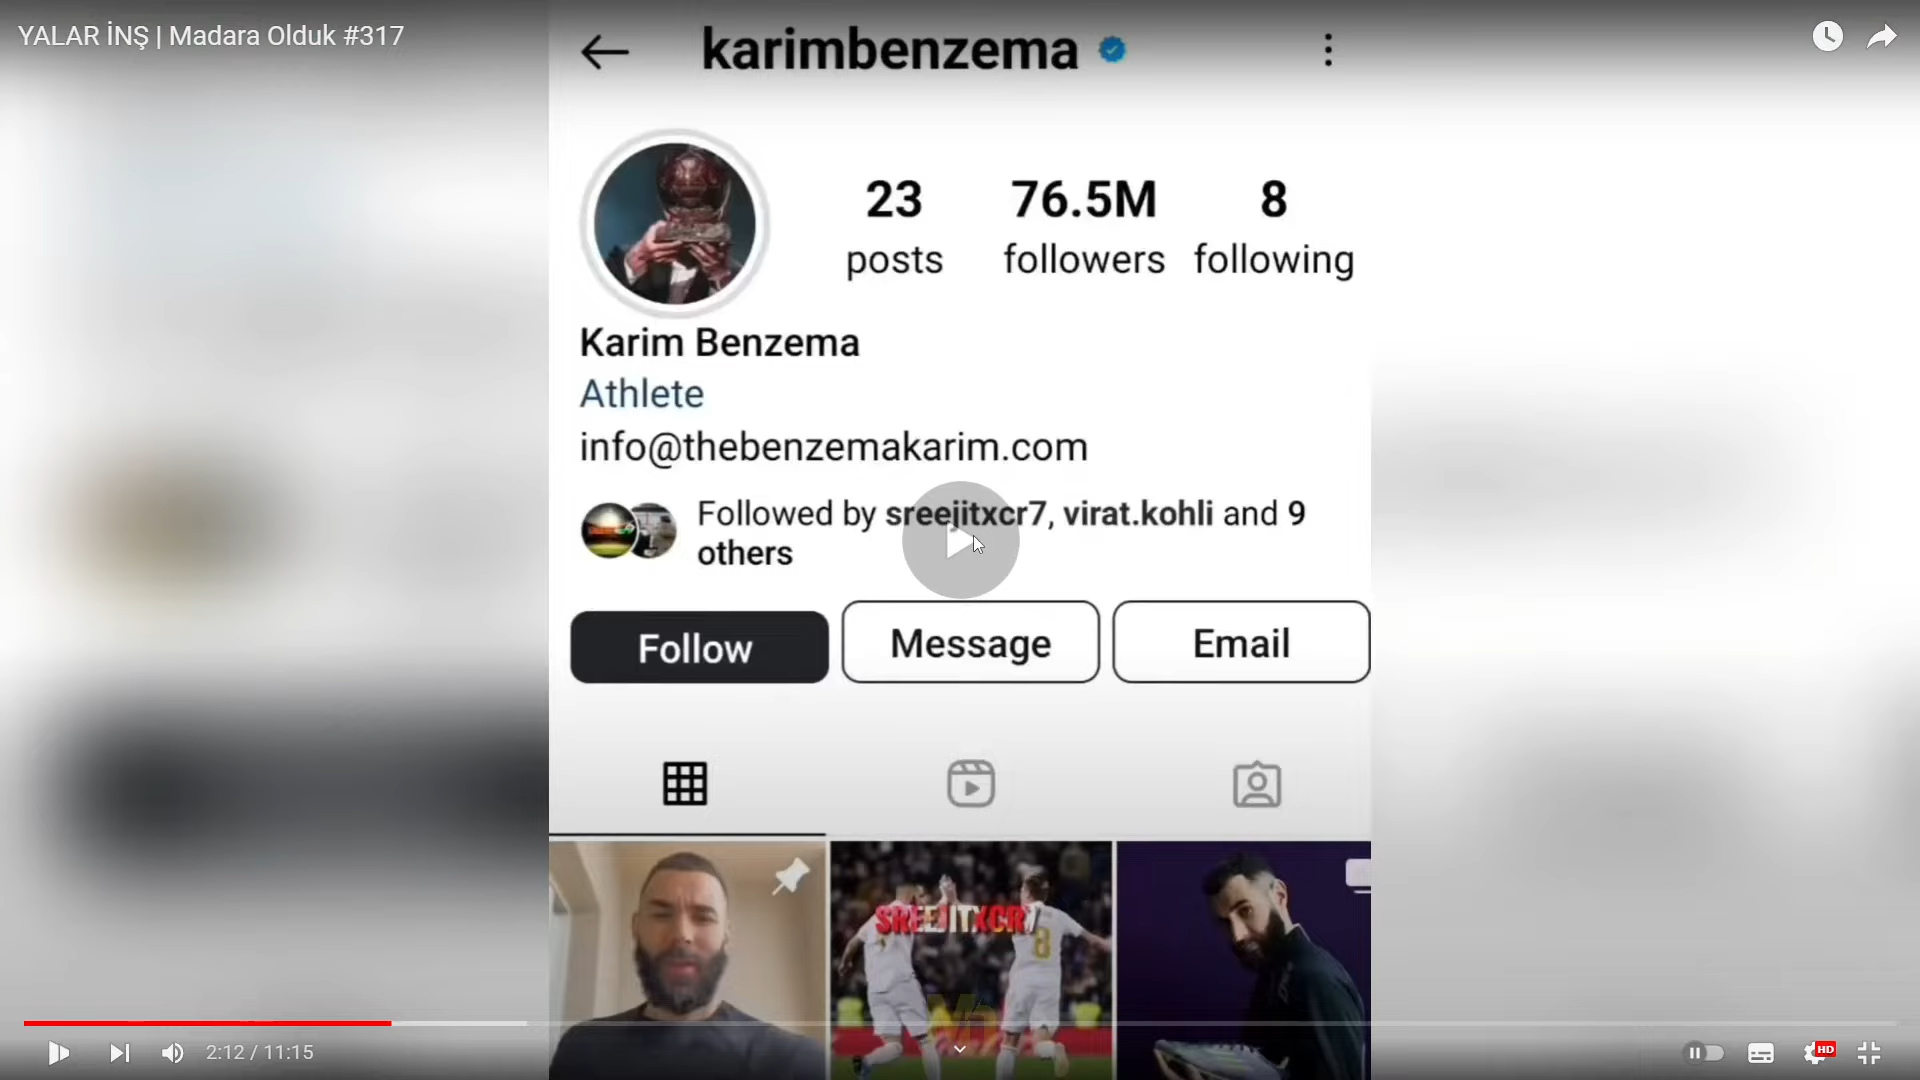 YALAR İNŞ | Madara Olduk #317
karimbenzema
23
posts
76.5M
followers
8
following
Karim Benzema
Athlete
info@thebenzemakarim.com
Followed by sreejitxcr7, virat.kohli and 9
others
Follow
Message
Email
SREEJITXCR7
8
2:12 / 11:15
HD